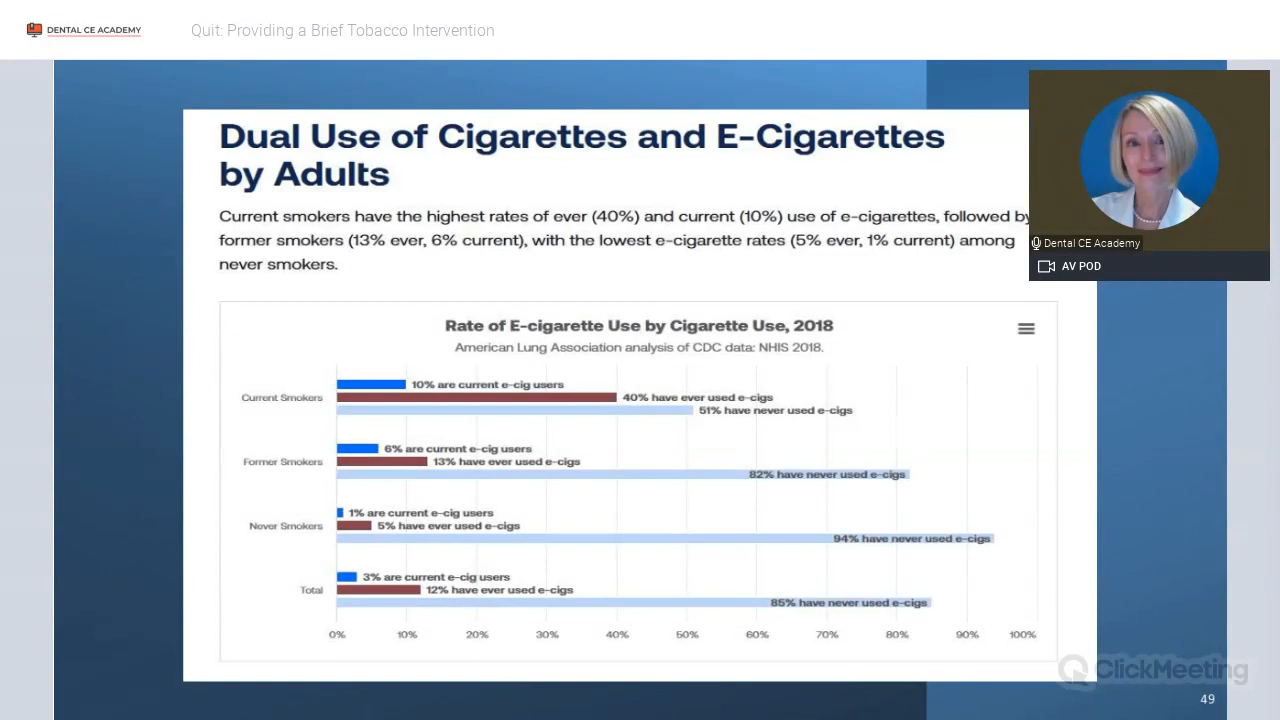 DENTAL CE ACADEMY
Quit: Providing a Brief Tobacco Intervention
Dual Use of Cigarettes and E-Cigarettes
by Adults
Current smokers have the highest rates of ever (40%) and current (10%) use of e-cigarettes, followed by
former smokers (13% ever, 6% current), with the lowest e-cigarette rates (5% ever, 1% current) among
never smokers.
Dental CE Academy
AV POD
Rate of E-cigarette Use by Cigarette Use, 2018
American Lung Association analysis of CDC data: NHIS 2018.
10% are current e-cig users
Current Smokers
40% have ever used e-cigs
51% have never used e-cigs
6% are current e-cig users
Former Smokers
13% have ever used e-cigs
82% have never used e-cigs
1% are current e-cig users
Never Smokers
5% have ever used e-cigs
94% have never used e-cigs
3% are current e-cig users
Total
12% have ever used e-cigs
85% have never used e-cigs
0% 10% 20% 30% 40% 50% 60% 70% 80% 90% 100%
ClickMeeting
49